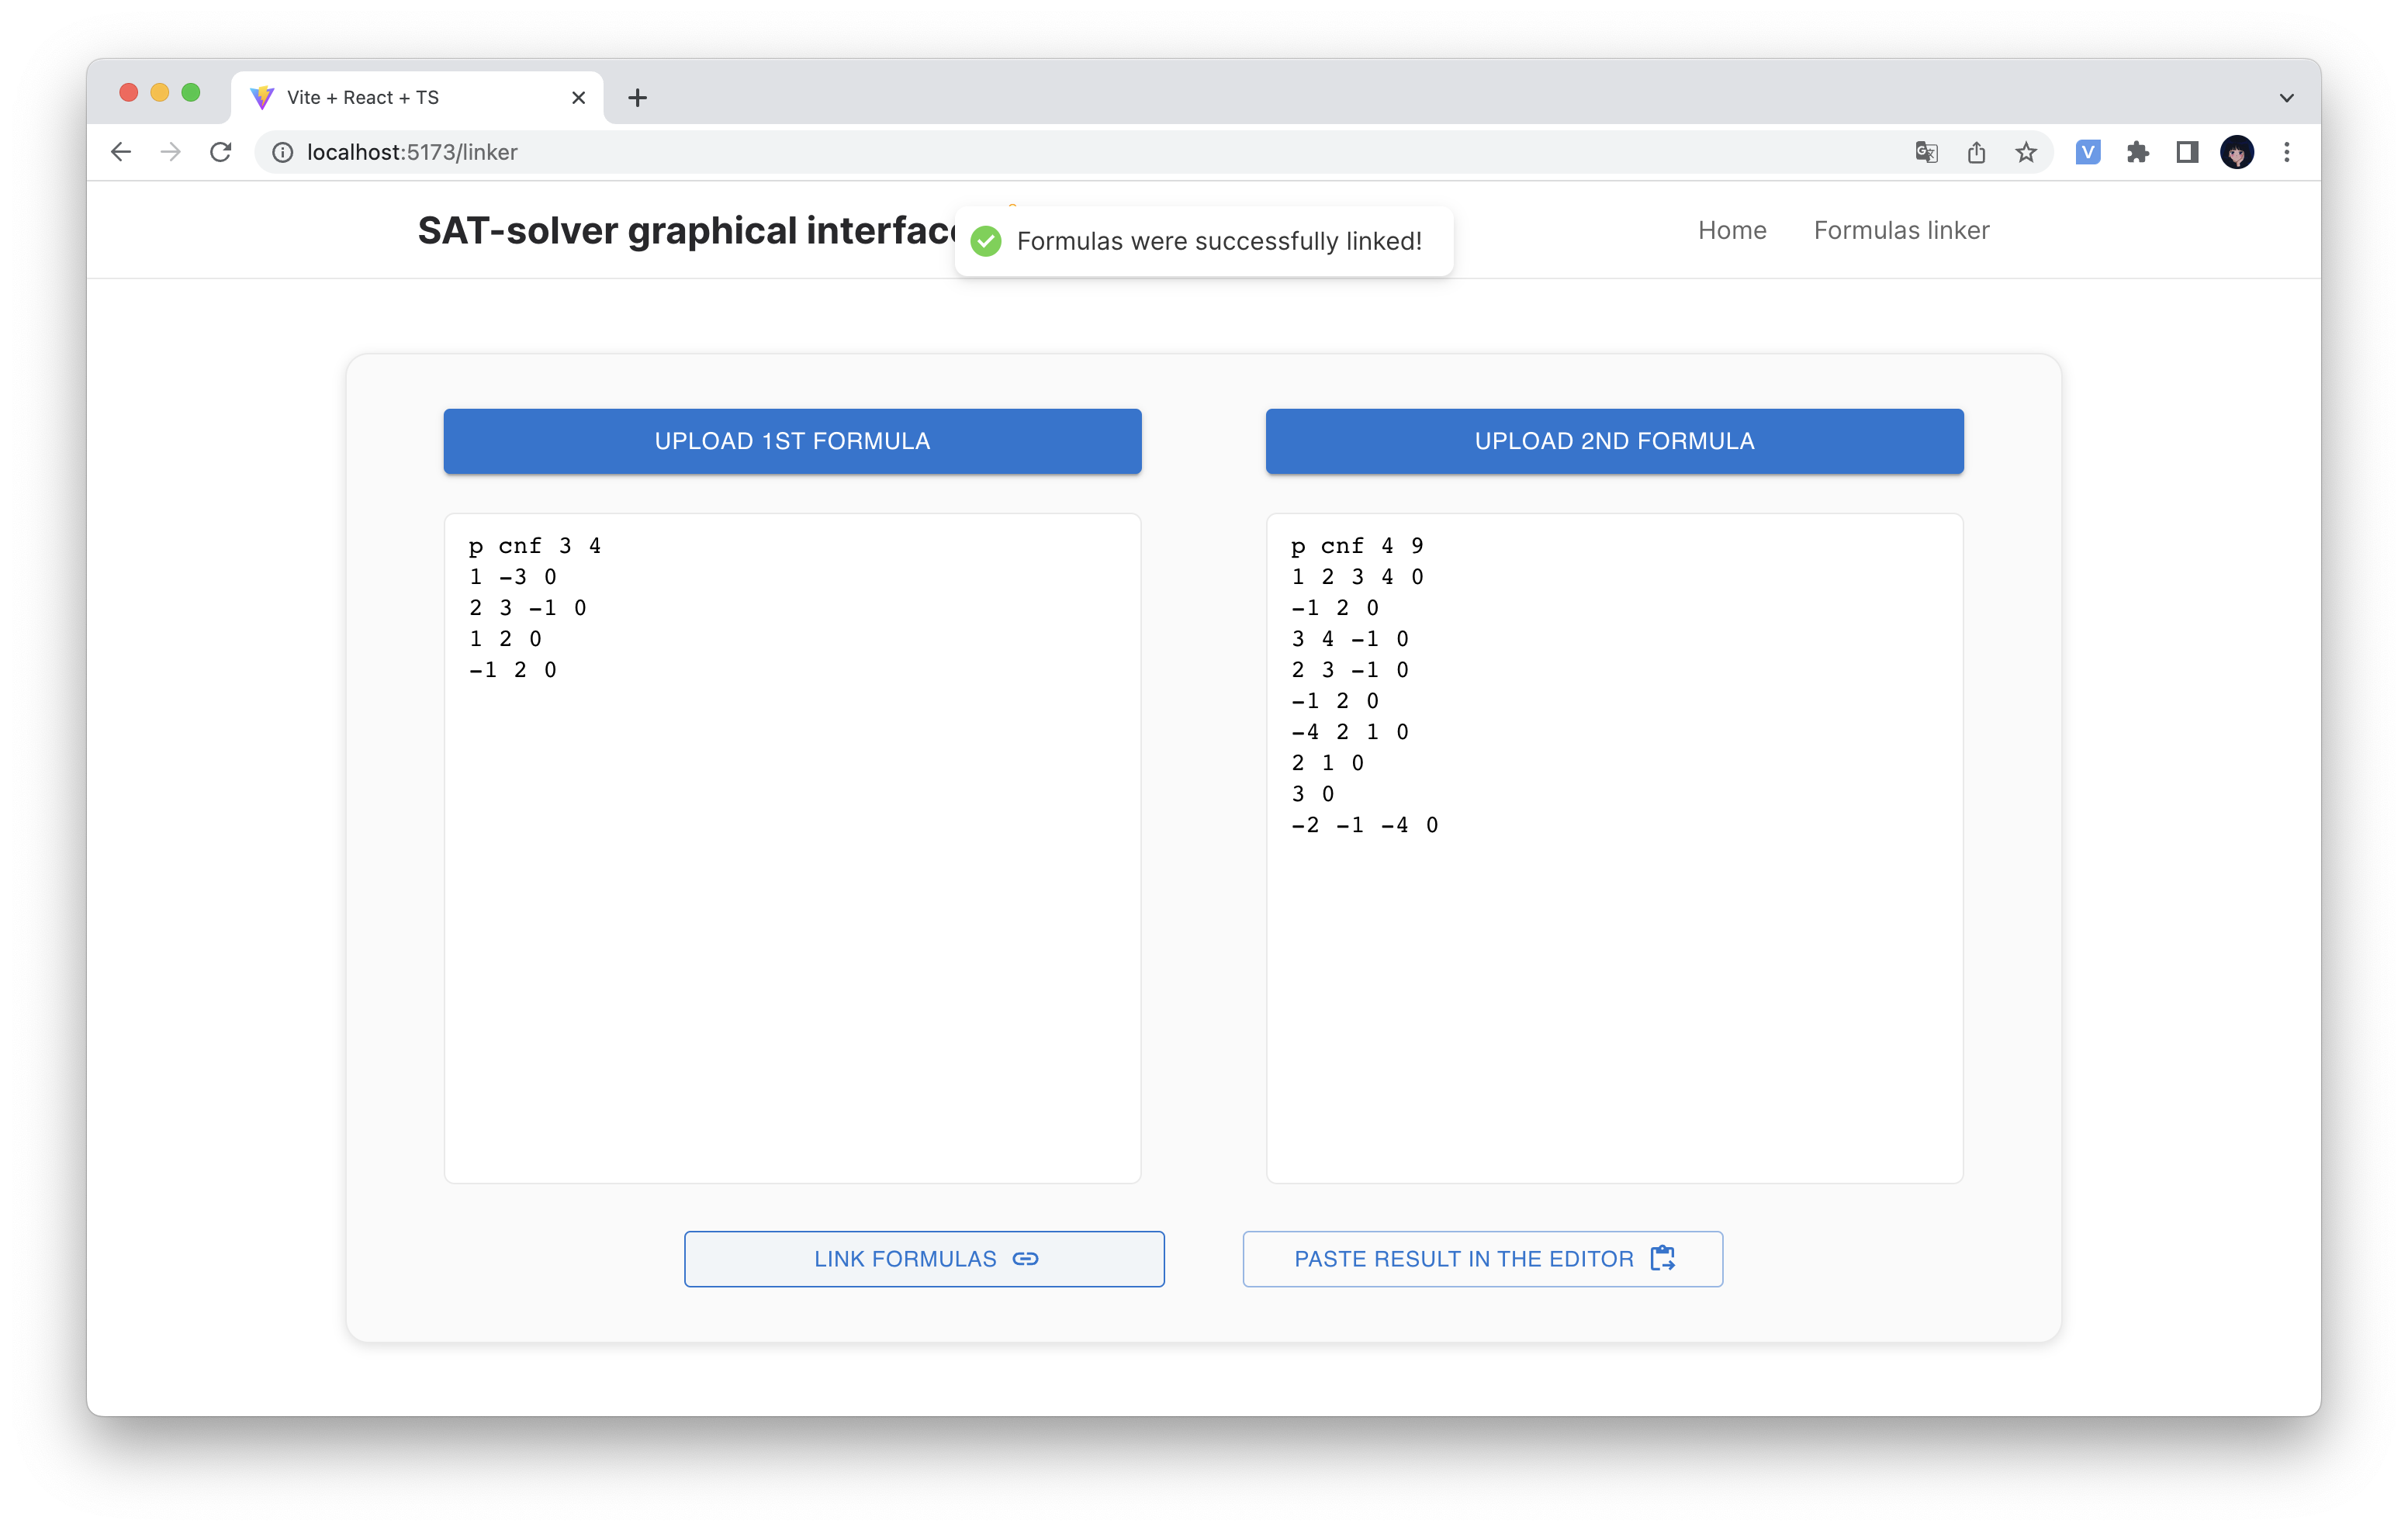 Vite + React + TS
localhost:5173/linker
SAT-solver graphical interface
Formulas were successfully linked!
Home
Formulas linker
UPLOAD 1ST FORMULA
UPLOAD 2ND FORMULA
p cnf 3 4
1 -3 0
2 3 -1 0
1 2 0
-1 2 0
p cnf 4 9
1 2 3 4 0
-1 2 0
3 4 -1 0
2 3 -1 0
-1 2 0
-4 2 1 0
2 1 0
3 0
-2 -1 -4 0
LINK FORMULAS
PASTE RESULT IN THE EDITOR